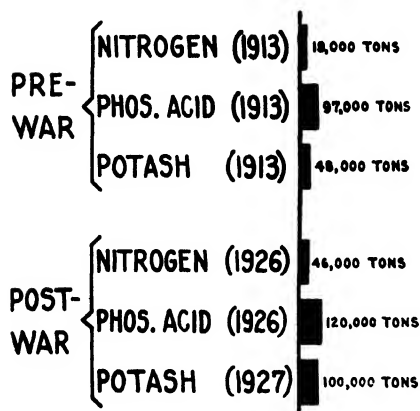 NITROGEN (1913) 18,000 TONS
PRE-
WAR
PHOS. ACID (1913) 97,000 TONS
POTASH (1913) 48,000 TONS
NITROGEN (1926) 46,000 TONS
POST-
WAR
PHOS. ACID (1926) 120,000 TONS
POTASH (1927) 100,000 TONS